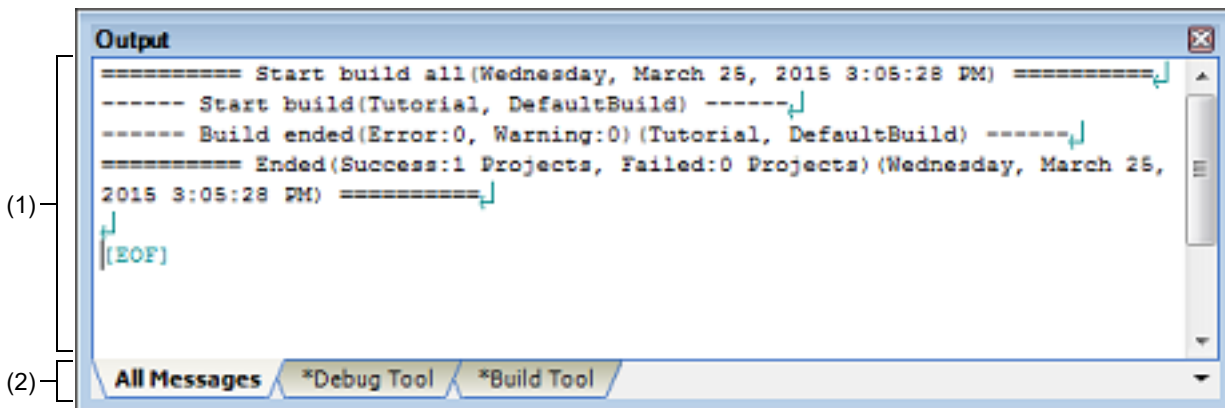 Output
(1)
========== Start build all(Wednesday, March 25, 2015 3:05:28 PM) ==========
------ Start build(Tutorial, DefaultBuild) ------
------ Build ended(Error:0, Warning:0)(Tutorial, DefaultBuild) ------
========== Ended(Success:1 Projects, Failed:0 Projects)(Wednesday, March 25,
2015 3:05:28 PM) ==========
[EOF]
(2)
All Messages *Debug Tool *Build Tool